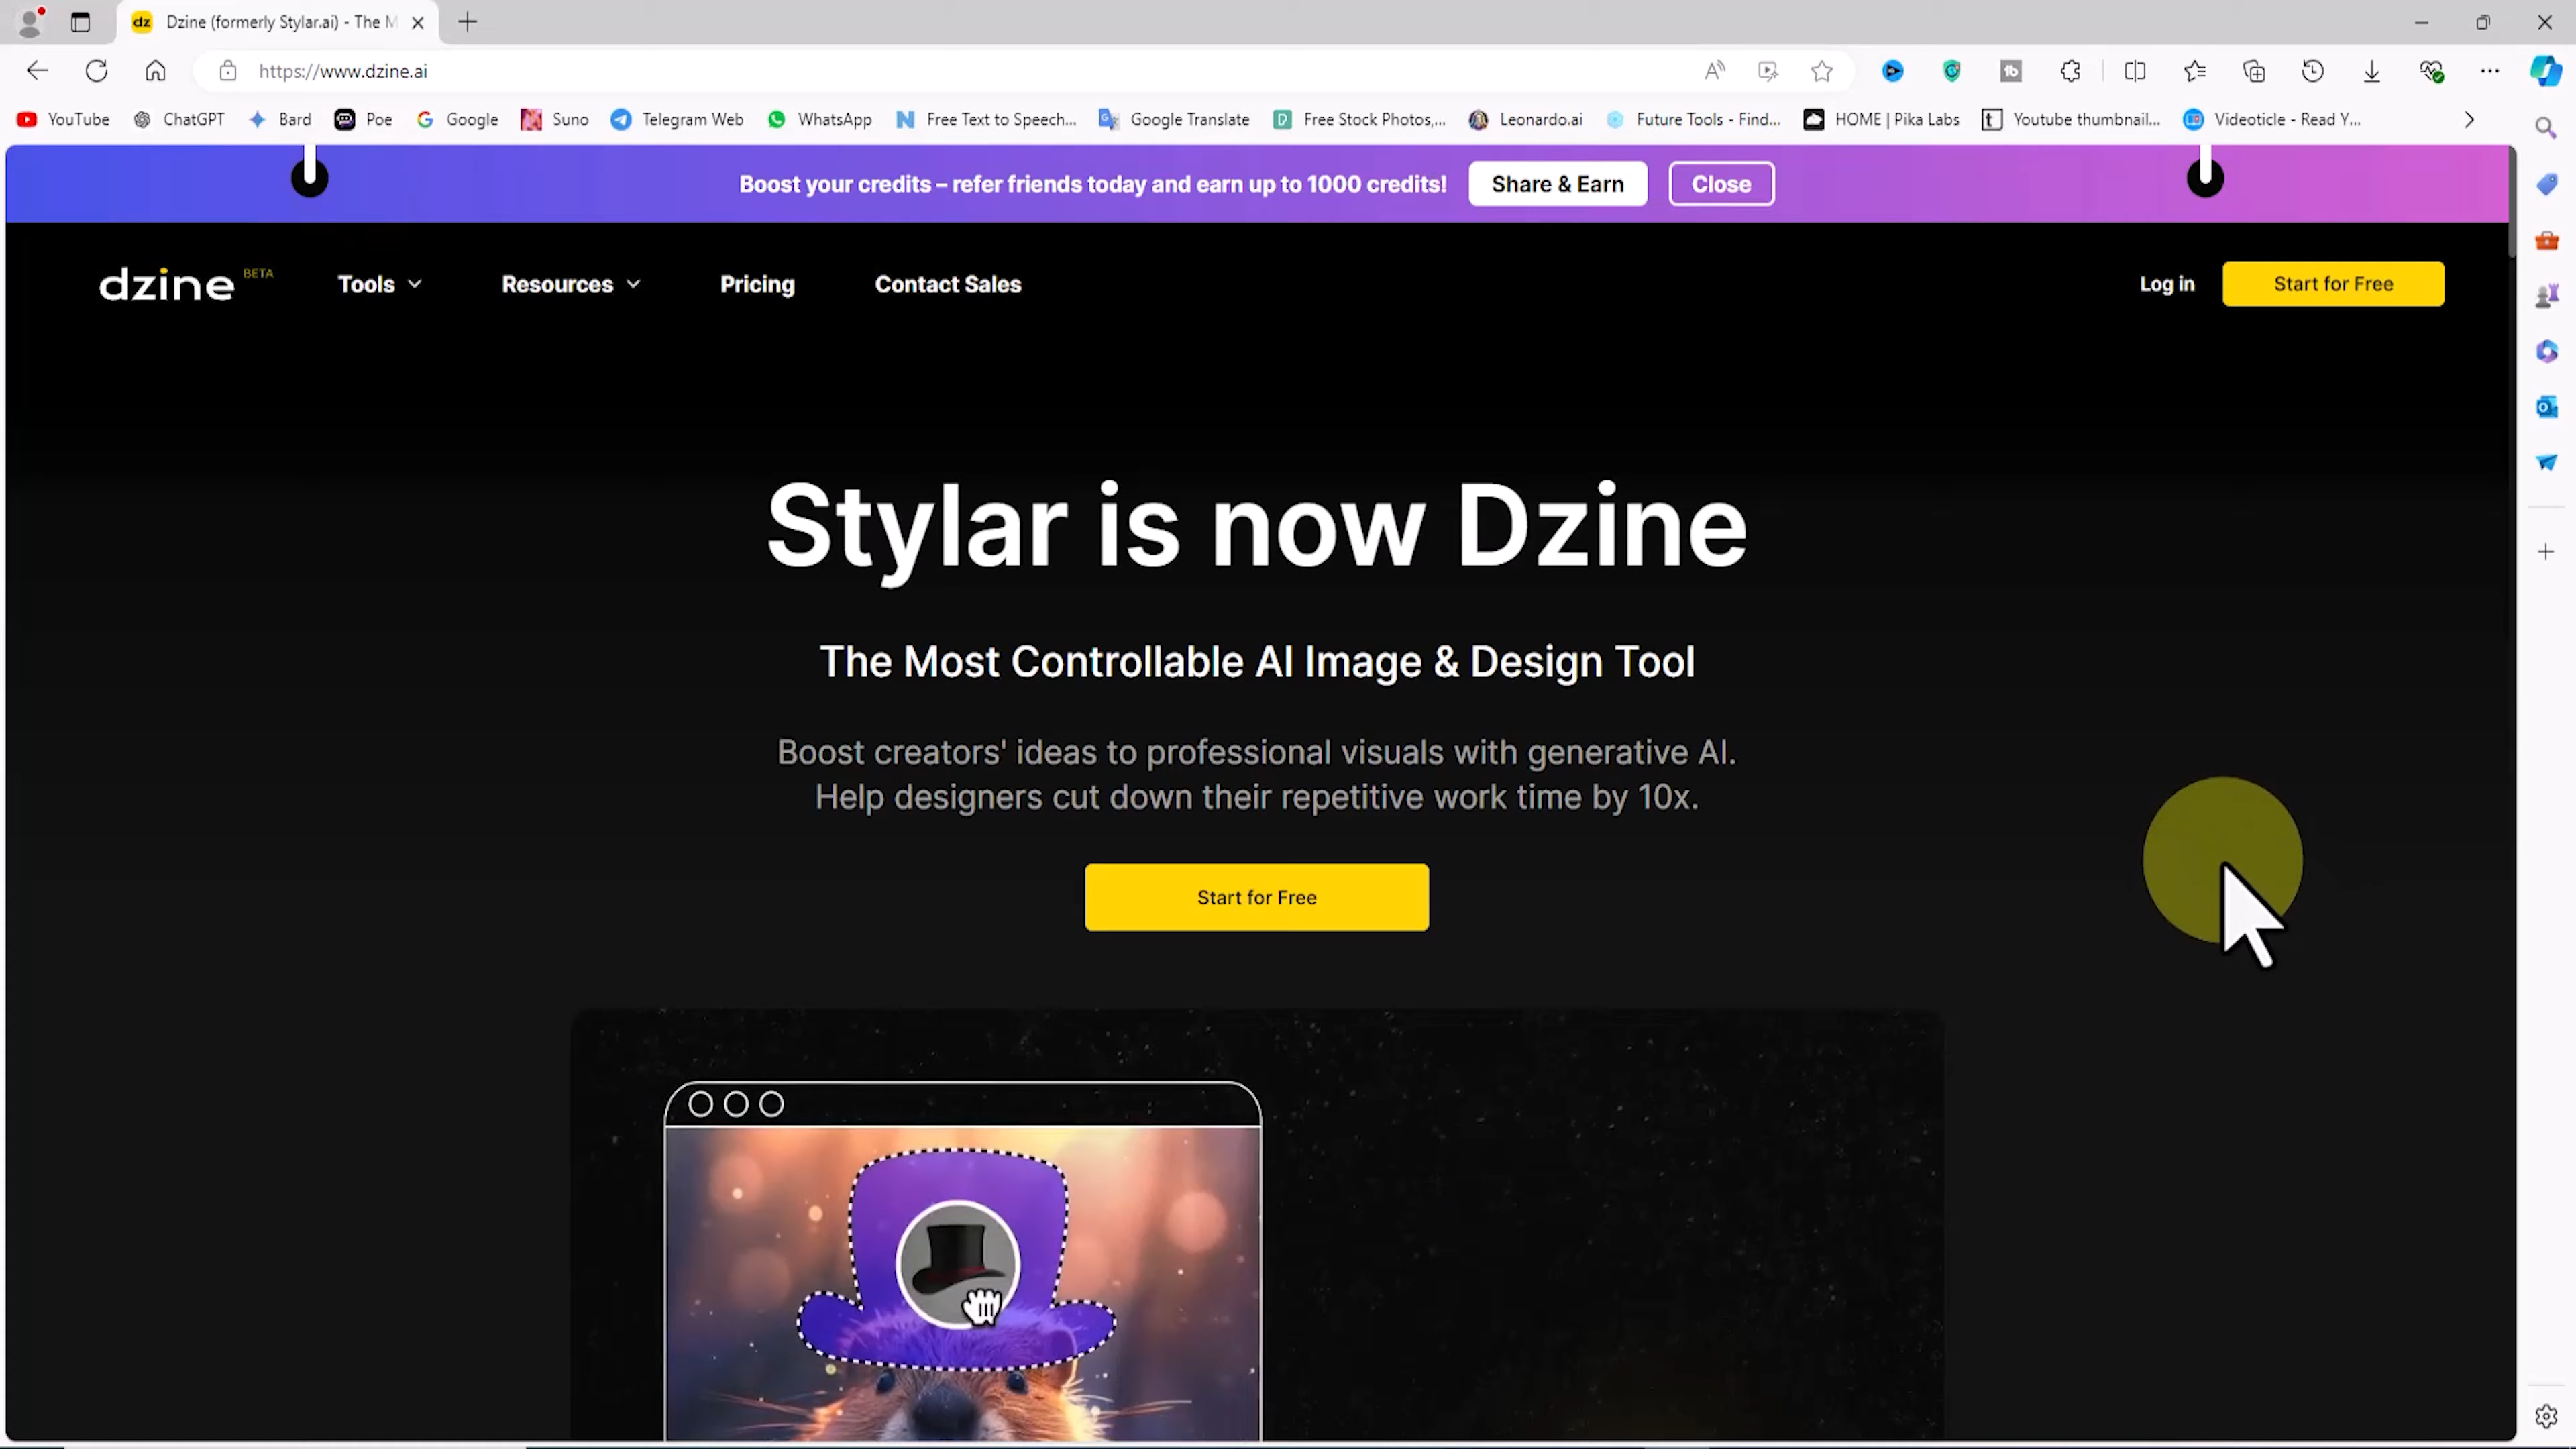 dz Dzine (formerly Stylar.ai) - The M
https://www.dzine.ai
YouTube ChatGPT Bard Poe Google Suno Telegram Web WhatsApp Free Text to Speech... Google Translate Free Stock Photos,... Leonardo.ai Future Tools - Find... HOME | Pika Labs Youtube thumbnail... Videoticle - Read Y...
Boost your credits – refer friends today and earn up to 1000 credits! Share & Earn Close
dzine BETA Tools Resources Pricing Contact Sales Log in Start for Free
Stylar is now Dzine
The Most Controllable AI Image & Design Tool
Boost creators' ideas to professional visuals with generative AI.
Help designers cut down their repetitive work time by 10x.
Start for Free